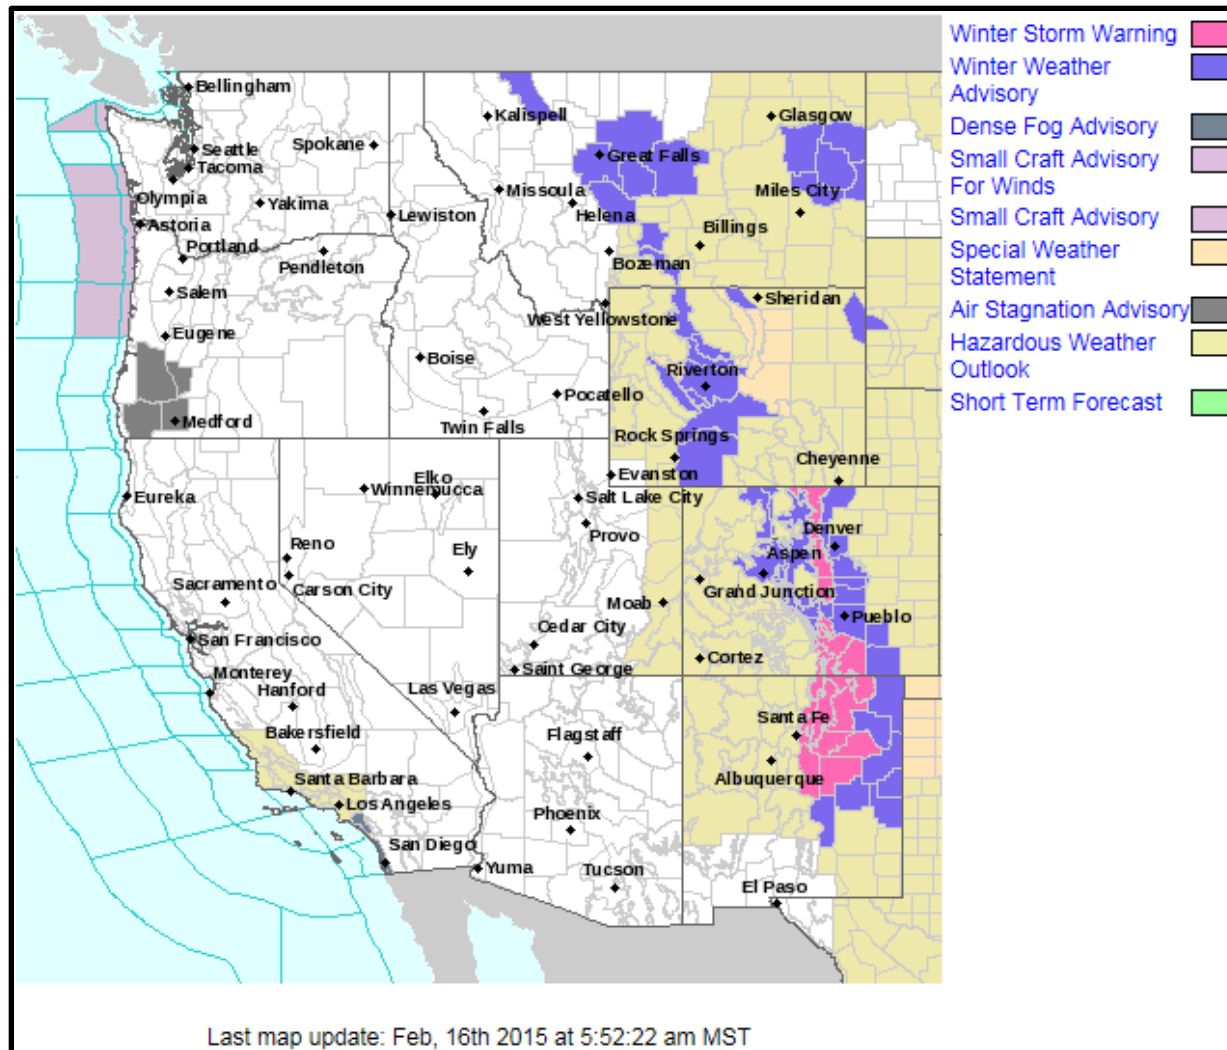 Winter Storm Warning
Winter Weather
Advisory
Dense Fog Advisory
Small Craft Advisory
For Winds
Small Craft Advisory
Special Weather
Statement
Air Stagnation Advisory
Hazardous Weather
Outlook
Short Term Forecast
Bellingham
Kalispell
Glasgow
Seattle
Spokane
Great Falls
Tacoma
Olympia
Missoula
Miles City
Yakima
Lewiston
Helena
Astoria
Billings
Portland
Pendleton
Bozeman
Salem
Sheridan
West Yellowstone
Eugene
Boise
Riverton
Pocatello
Medford
Twin Falls
Rock Springs
Cheyenne
Elko
Evanston
Winnemucca
Eureka
Salt Lake City
Provo
Denver
Reno
Ely
Aspen
Sacramento
Carson City
Grand Junction
Moab
Pueblo
Cedar City
San Francisco
Cortez
Saint George
Monterey
Hanford
Las Vegas
Santa Fe
Bakersfield
Flagstaff
Santa Barbara
Albuquerque
Los Angeles
Phoenix
San Diego
Yuma
Tucson
El Paso
Last map update: Feb, 16th 2015 at 5:52:22 am MST